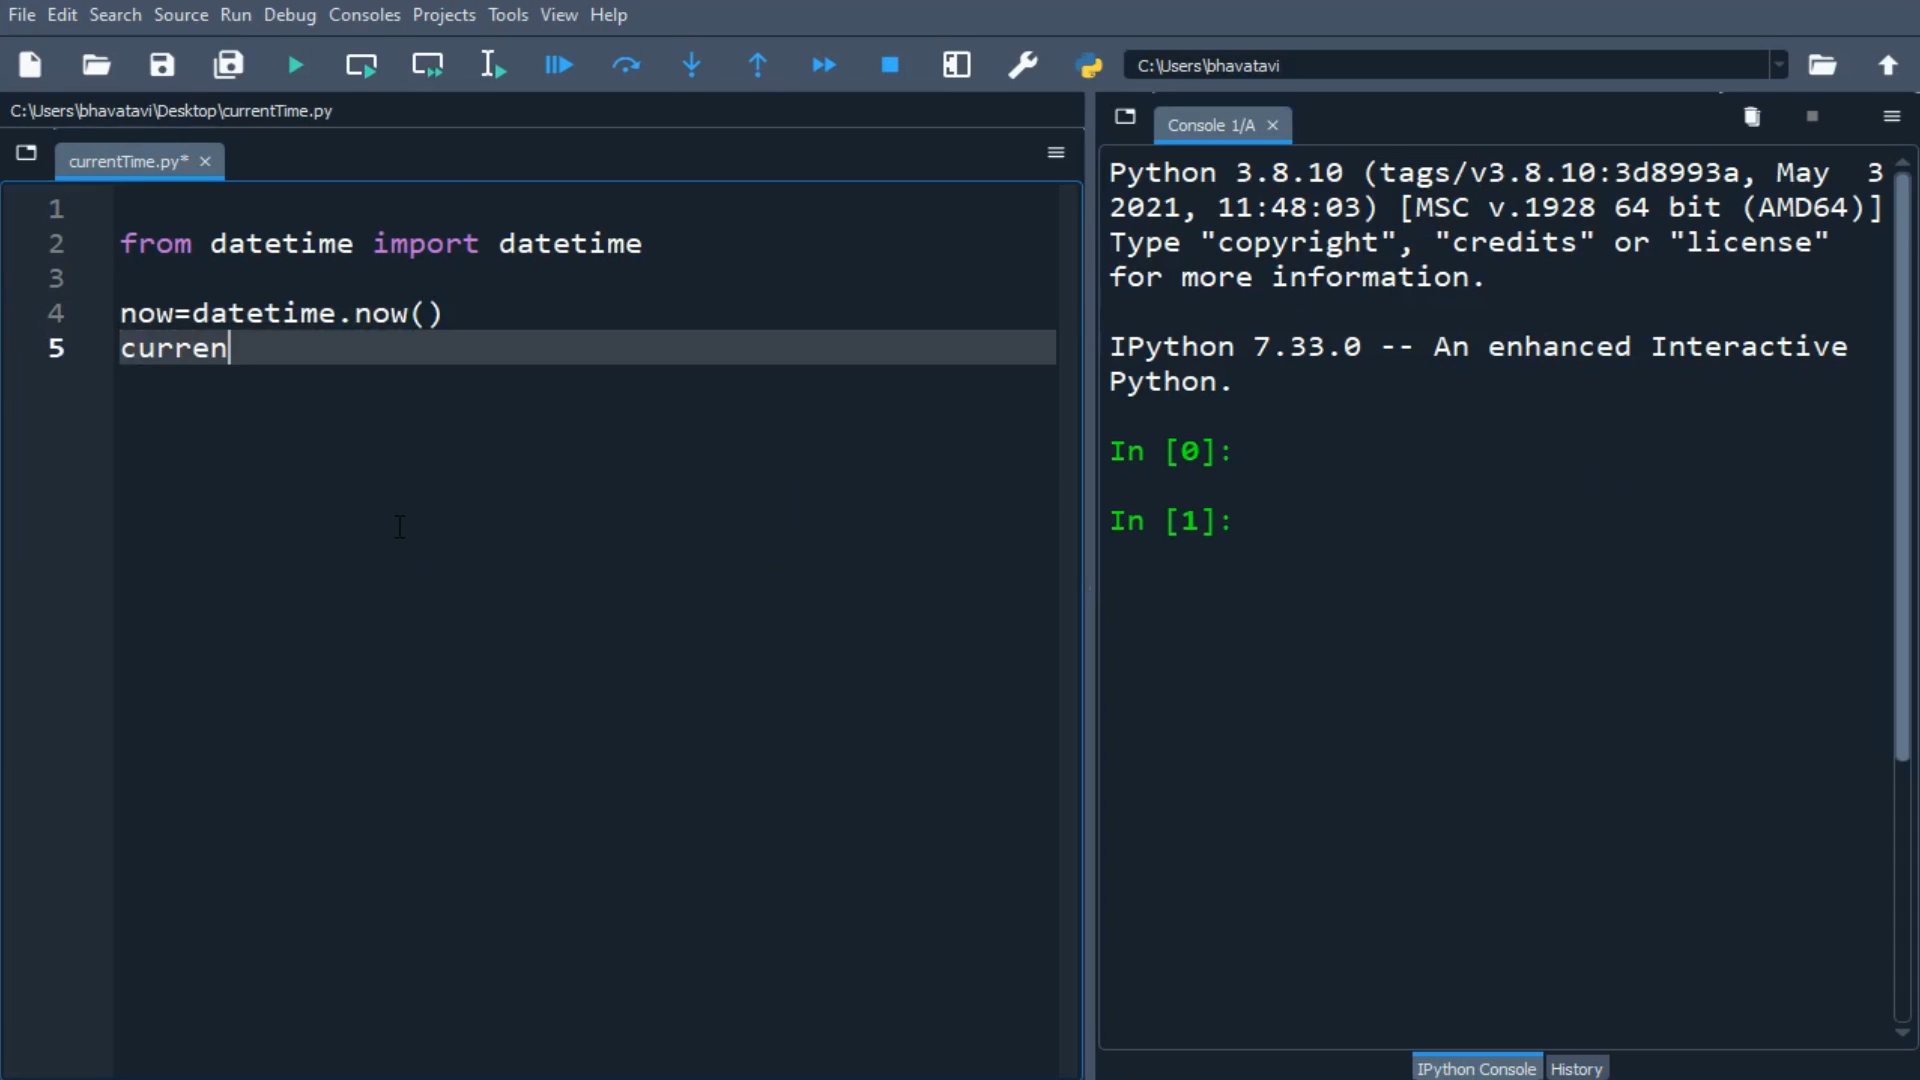 File Edit Search Source Run Debug Consoles Projects Tools View Help
C:\Users\bhavatavi
C:\Users\bhavatavi\Desktop\currentTime.py
currentTime.py*
1
2 from datetime import datetime
3
4 now=datetime.now()
5 curren
Console 1/A
Python 3.8.10 (tags/v3.8.10:3d8993a, May  3
2021, 11:48:03) [MSC v.1928 64 bit (AMD64)]
Type "copyright", "credits" or "license"
for more information.
IPython 7.33.0 -- An enhanced Interactive
Python.
In [0]:
In [1]:
IPython Console History